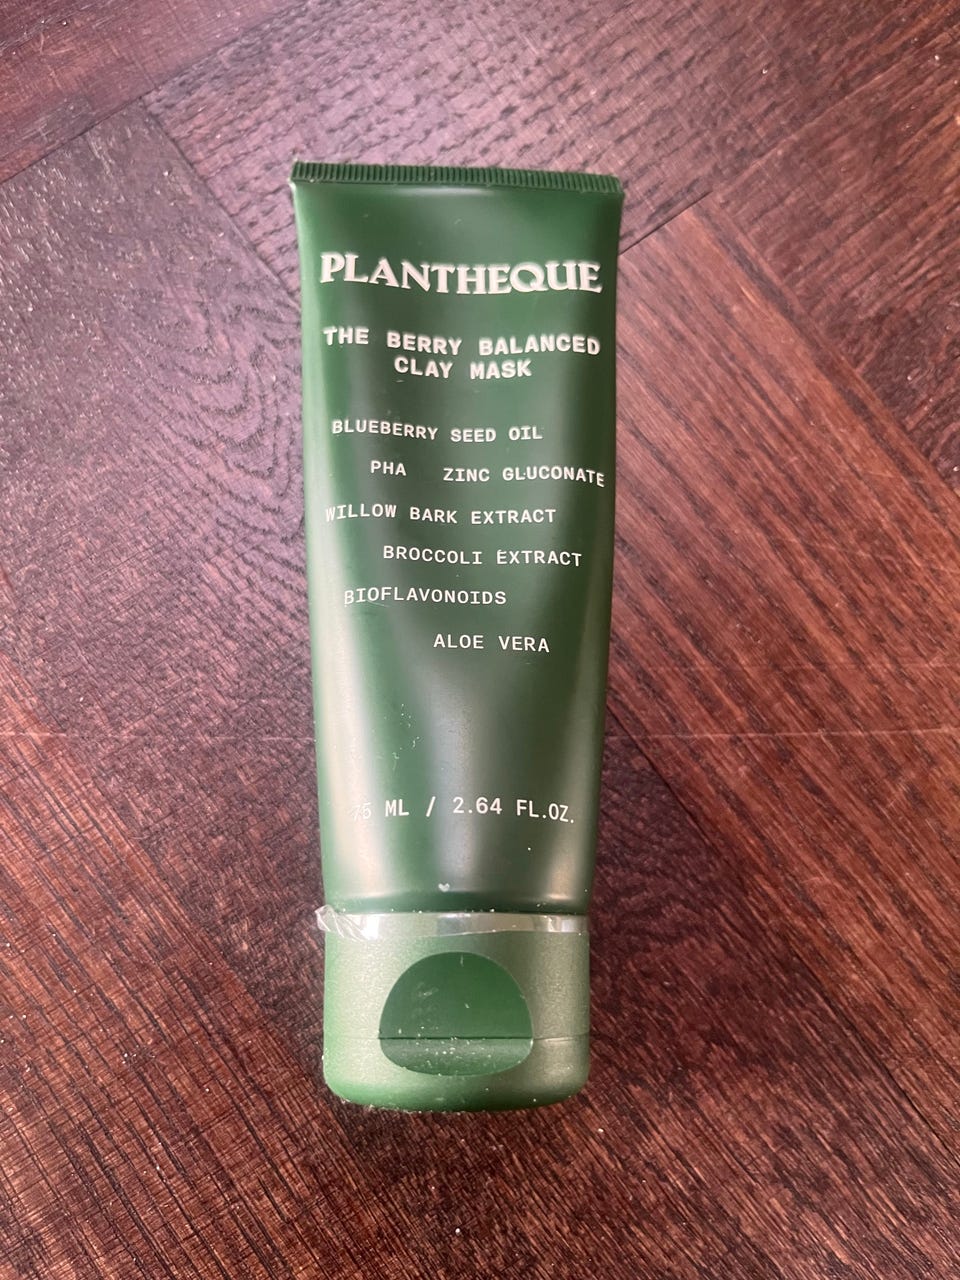 PLANTHEQUE
THE BERRY BALANCED
CLAY MASK
BLUEBERRY SEED OIL
PHA ZINC GLUCONATE
WILLOW BARK EXTRACT
BROCCOLI EXTRACT
BIOFLAVONOIDS
ALOE VERA
75 ML / 2.64 FL.OZ.